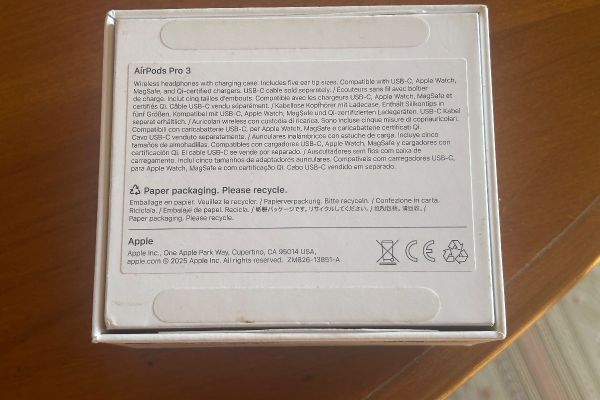 AirPods Pro 3
Wireless headphones with charging case. Includes five ear tip sizes. Compatible with USB-C, Apple Watch,
MagSafe, and Qi-certified chargers. USB-C cable sold separately. / Écouteurs sans fil avec boîtier
de charge. Inclut cinq tailles d'embouts. Compatible avec les chargeurs USB-C, Apple Watch, MagSafe et
certifiés Qi. Câble USB-C vendu séparément. / Kabellose Kopfhörer mit Ladecase. Enthält Silikontips in
fünf Größen. Kompatibel mit USB-C, Apple Watch, MagSafe und Qi-zertifizierten Ladegeräten. USB-C Kabel
separat erhältlich. / Auricolari wireless con custodia di ricarica. Sono incluse cinque misure di copriauricolari.
Compatibili con caricabatterie USB-C, per Apple Watch, MagSafe o caricabatterie certificati Qi.
Cavo USB-C venduto separatamente. / Audífonos inalámbricos con estuche de carga. Incluye cinco
tamaños de almohadillas. Compatibles con cargadores USB-C, Apple Watch, MagSafe y cargadores con
certificación Qi. El cable USB-C se vende por separado. / Auscultadores sem fios com caixa de
carregamento. Inclui cinco tamanhos de adaptadores auriculares. Compatíveis com carregadores USB-C,
para Apple Watch, MagSafe e com certificação Qi. Cabo USB-C vendido em separado.
Paper packaging. Please recycle.
Emballage en papier. Veuillez le recycler. / Papierverpackung. Bitte recyceln. / Confezione in carta.
Riciclala. / Embalaje de papel. Recicla. / 紙製パッケージです。リサイクルしてください。/ 纸包装。请回收。/
Paper packaging. Please recycle.
Apple
Apple Inc., One Apple Park Way, Cupertino, CA 95014 USA,
apple.com © 2025 Apple Inc. All rights reserved. ZM826-13851-A
CE